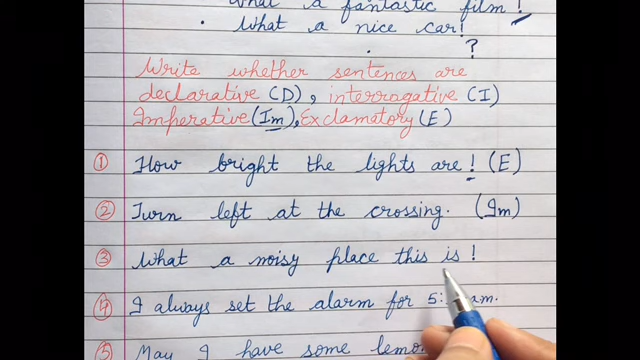 What a fantastic film !
. What a nice car!
. ?
Write whether sentences are
declarative (D), interrogative (I)
Imperative (Im), Exclamatory (E)
① How bright the lights are ! (E)
② Turn left at the crossing. (Im)
③ What a noisy place this is !
④ I always set the alarm for 5: am.
⑤ May I have some